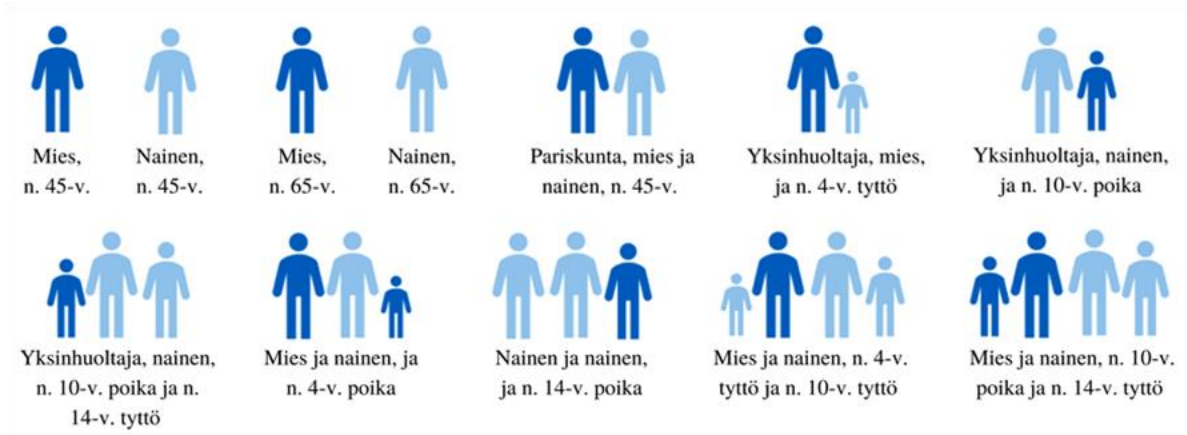 Mies,
n. 45-v.
Nainen,
n. 45-v.
Mies,
n. 65-v.
Nainen,
n. 65-v.
Pariskunta, mies ja
nainen, n. 45-v.
Yksinhuoltaja, mies,
ja n. 4-v. tyttö
Yksinhuoltaja, nainen,
ja n. 10-v. poika
Yksinhuoltaja, nainen,
n. 10-v. poika ja n.
14-v. tyttö
Mies ja nainen, ja
n. 4-v. poika
Nainen ja nainen,
ja n. 14-v. poika
Mies ja nainen, n. 4-v.
tyttö ja n. 10-v. tyttö
Mies ja nainen, n. 10-v.
poika ja n. 14-v. tyttö